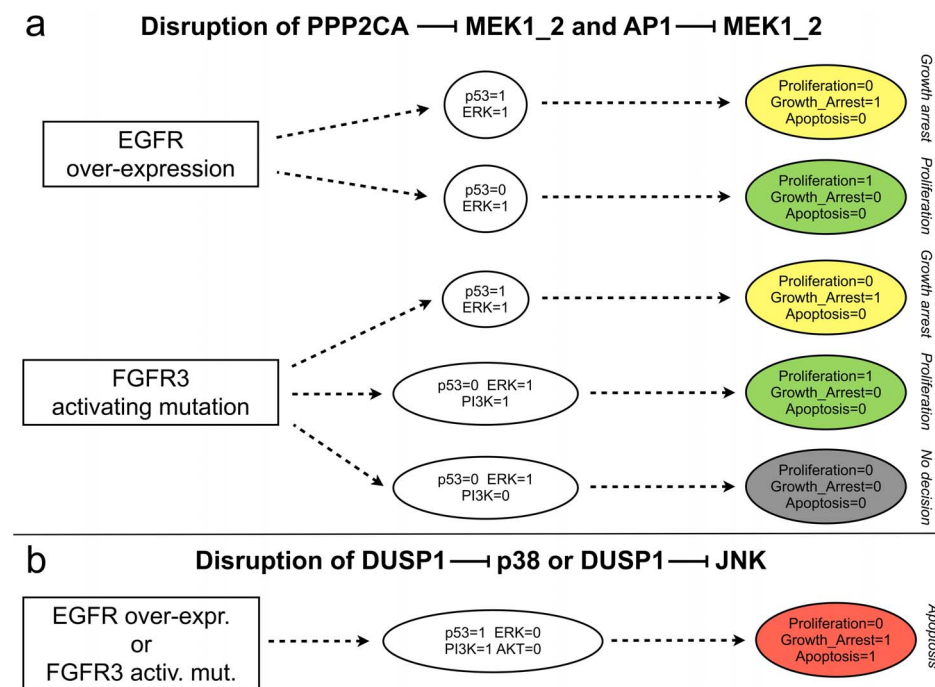 a
Disruption of PPP2CA ⊣ MEK1_2 and AP1 ⊣ MEK1_2
EGFR
over-expression
p53=1
ERK=1
Proliferation=0
Growth_Arrest=1
Apoptosis=0
Growth arrest
p53=0
ERK=1
Proliferation=1
Growth_Arrest=0
Apoptosis=0
Proliferation
FGFR3
activating mutation
p53=1
ERK=1
Proliferation=0
Growth_Arrest=1
Apoptosis=0
Growth arrest
p53=0 ERK=1
PI3K=1
Proliferation=1
Growth_Arrest=0
Apoptosis=0
Proliferation
p53=0 ERK=1
PI3K=0
Proliferation=0
Growth_Arrest=0
Apoptosis=0
No decision
b
Disruption of DUSP1 ⊣ p38 or DUSP1 ⊣ JNK
EGFR over-expr.
or
FGFR3 activ. mut.
p53=1 ERK=0
PI3K=1 AKT=0
Proliferation=0
Growth_Arrest=1
Apoptosis=1
Apoptosis